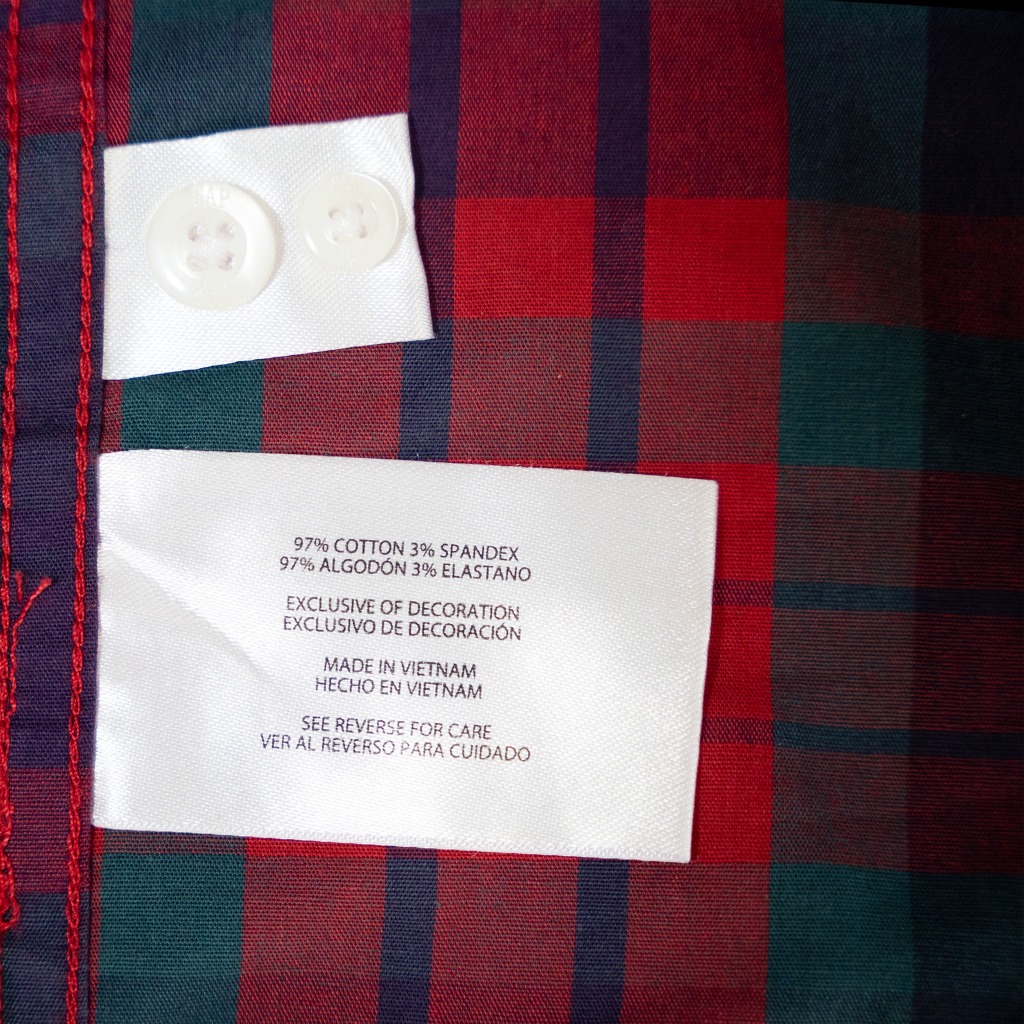 97% COTTON 3% SPANDEX
97% ALGODÓN 3% ELASTANO
EXCLUSIVE OF DECORATION
EXCLUSIVO DE DECORACIÓN
MADE IN VIETNAM
HECHO EN VIETNAM
SEE REVERSE FOR CARE
VER AL REVERSO PARA CUIDADO